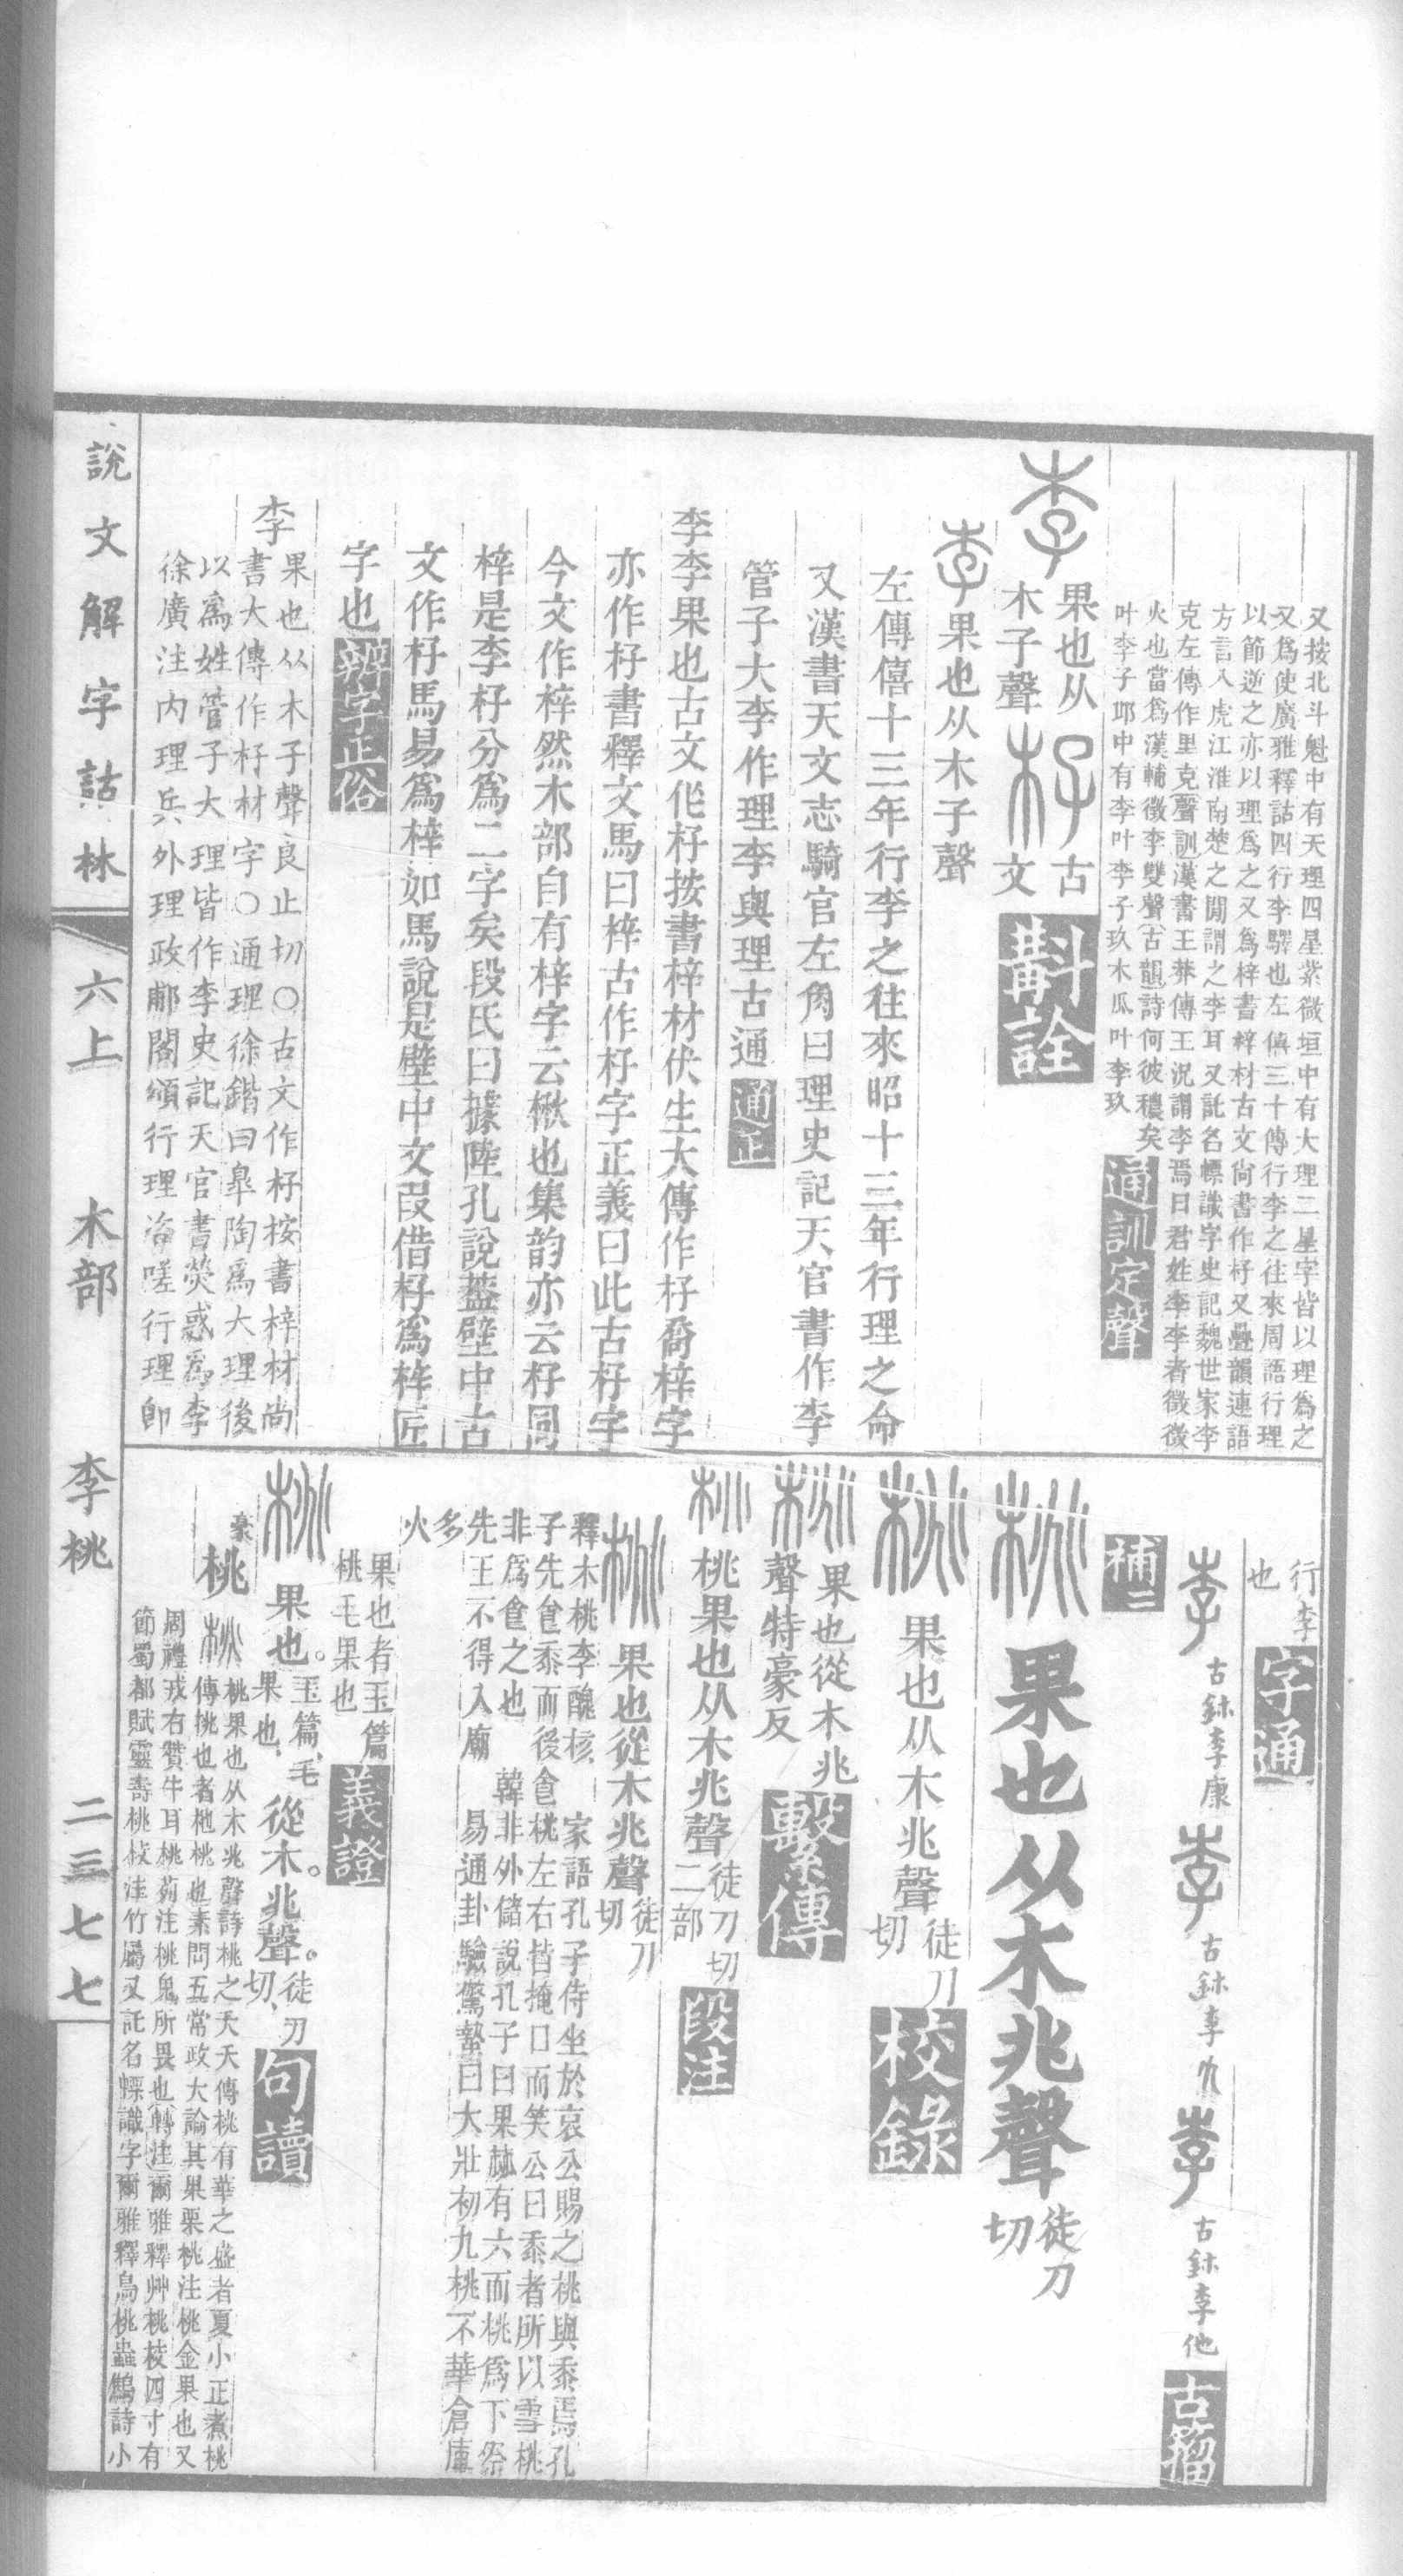 又按北斗魁中有天理四星紫微垣中有大理二星字皆以理爲之
又爲使廣雅釋詁四行李驛也左僖三十傳行李之往來周語行理
以節逆之亦以理爲之又爲梓書梓材古文尚書作杍又疊韻連語
方言八虎江淮南楚之閒謂之李耳又託名幖識字史記魏世家李
克左傳作里克聲訓漢書王莽傳王況謂李焉曰君姓李李者徵徵
火也當爲漢輔徵李雙聲古韻詩何彼穠矣
叶李子邱中有李叶李子玖木瓜叶李玖
通訓定聲
李 果也从
木子聲 杍 古
文 斠詮
李果也从木子聲
左傳僖十三年行李之往來昭十三年行理之命
又漢書天文志騎官左角曰理史記天官書作李
管子大李作理李與理古通 通正
李李果也古文作杍按書梓材伏生大傳作杍喬梓字
亦作杍書釋文馬曰梓古作杍字正義曰此古杍字
今文作梓然木部自有梓字云楸也集韵亦云杍同
梓是李杍分爲二字矣段氏曰據陸孔說葢壁中古
文作杍馬易爲梓如馬說是壁中文叚借杍爲梓匠
字也 辨字正俗
李
果也从木子聲良止切○古文作杍按書梓材尚
書大傳作杍材字○通理徐鍇曰皐陶爲大理後
以爲姓管子大理皆作李史記天官書熒惑爲李
徐廣注内理兵外理政郙閣頌行理咨嗟行理卽
行李
也 字通
李 古鉢李康 李 古鉢李 李 古鉢李他 古籀
補二
桃 果也从木兆聲 徒刀
切
桃 果也从木兆聲 徒刀
切 校錄
桃 果也從木兆
聲特豪反 繫傳
桃 桃果也从木兆聲 徒刀切
二部 段注
桃 果也從木兆聲 徒刀
切
釋木桃李醜核 家語孔子侍坐於哀公賜之桃與黍焉孔
子先食黍而後食桃左右皆掩口而笑公曰黍者所以雪桃
非爲食之也 韓非外儲說孔子曰果蓏有六而桃爲下祭
先王不得入廟 易通卦驗驚蟄曰大壯初九桃不華倉庫
多
火
果也者玉篇
桃毛果也 義證
桃 果也。玉篇、毛
果也、從木。兆聲。徒刀
切、 句讀
豪
桃
桃 桃果也从木兆聲詩桃之夭夭傳桃有華之盛者夏小正煮桃
傳桃也者杝桃也素問五常政大論其果栗桃注桃金果也又
周禮戎右贊牛耳桃茢注桃鬼所畏也轉注爾雅釋艸桃枝四寸有
節蜀都賦靈壽桃枝注竹屬又託名幖識字爾雅釋鳥桃蟲鷦詩小
說文解字詁林
六上 木部 李桃 二三七七